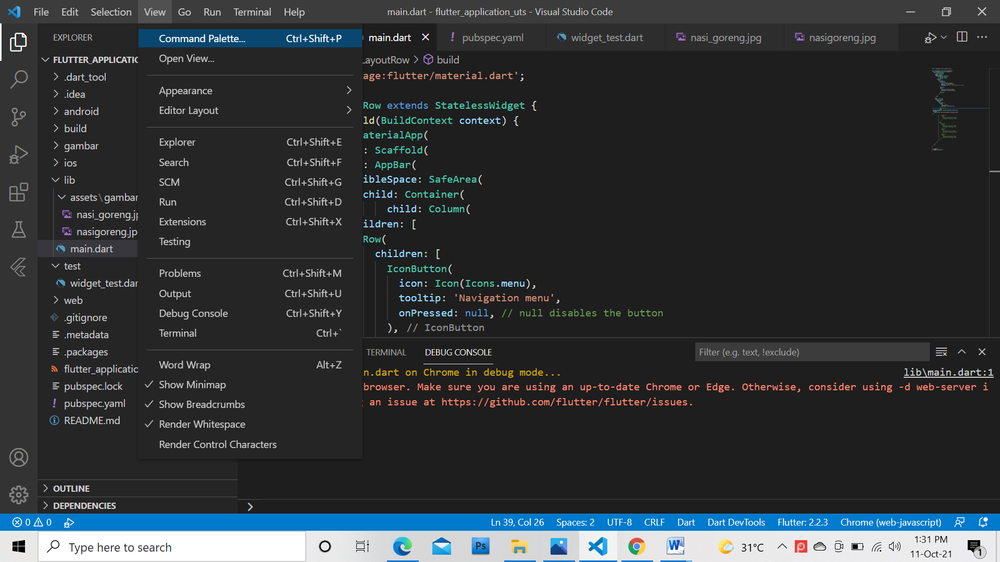 File Edit Selection View Go Run Terminal Help
main.dart - flutter_application_uts - Visual Studio Code
EXPLORER
FLUTTER_APPLICATIO
.dart_tool
.idea
android
build
gambar
ios
lib
assets\gambar
nasi_goreng.jp
nasigoreng.jp
main.dart
test
widget_test.dar
web
.gitignore
.metadata
.packages
flutter_applicatio
pubspec.lock
pubspec.yaml
README.md
OUTLINE
DEPENDENCIES
Command Palette... Ctrl+Shift+P
Open View...
Appearance
Editor Layout
Explorer Ctrl+Shift+E
Search Ctrl+Shift+F
SCM Ctrl+Shift+G
Run Ctrl+Shift+D
Extensions Ctrl+Shift+X
Testing
Problems Ctrl+Shift+M
Output Ctrl+Shift+U
Debug Console Ctrl+Shift+Y
Terminal Ctrl+`
Word Wrap Alt+Z
Show Minimap
Show Breadcrumbs
Render Whitespace
Render Control Characters
main.dart pubspec.yaml widget_test.dart nasi_goreng.jpg nasigoreng.jpg
LayoutRow > build
age:flutter/material.dart';
Row extends StatelessWidget {
ld(BuildContext context) {
aterialApp(
: Scaffold(
: AppBar(
ibleSpace: SafeArea(
child: Container(
child: Column(
ildren: [
Row(
children: [
IconButton(
icon: Icon(Icons.menu),
tooltip: 'Navigation menu',
onPressed: null, // null disables the button
), // IconButton
TERMINAL DEBUG CONSOLE Filter (e.g. text, !exclude)
n.dart on Chrome in debug mode... lib\main.dart:1
browser. Make sure you are using an up-to-date Chrome or Edge. Otherwise, consider using -d web-server i
g an issue at https://github.com/flutter/flutter/issues.
0 0 Ln 39, Col 26 Spaces: 2 UTF-8 CRLF Dart Dart DevTools Flutter: 2.2.3 Chrome (web-javascript)
Type here to search Ps W 31°C 1:31 PM
11-Oct-21 1